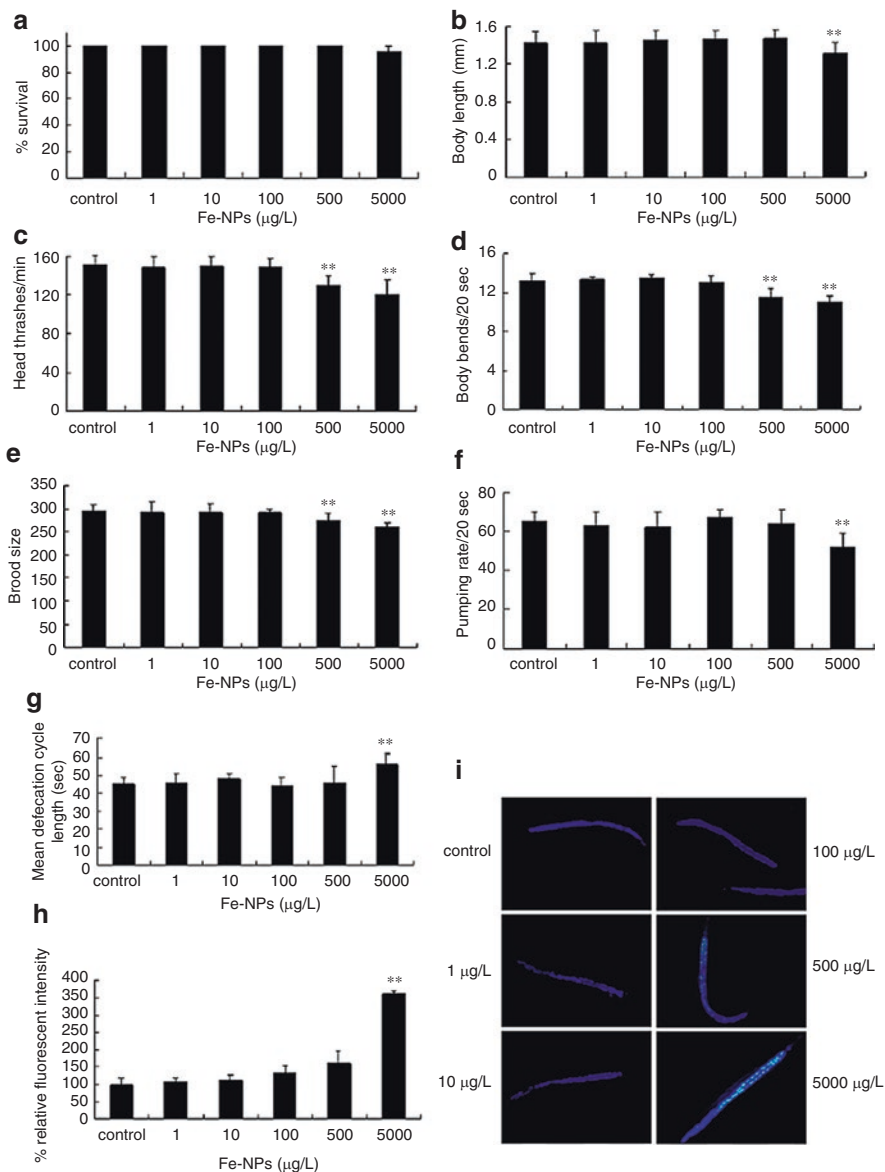 a
% survival
100
80
60
40
20
0
control 1 10 100 500 5000
Fe-NPs (µg/L)
b
Body length (mm)
1.6
1.2
0.8
0.4
0
**
control 1 10 100 500 5000
Fe-NPs (µg/L)
c
Head thrashes/min
160
120
80
40
0
** **
control 1 10 100 500 5000
Fe-NPs (µg/L)
d
Body bends/20 sec
16
12
8
4
0
** **
control 1 10 100 500 5000
Fe-NPs (µg/L)
e
Brood size
350
300
250
200
150
100
50
0
** **
control 1 10 100 500 5000
Fe-NPs (µg/L)
f
Pumping rate/20 sec
80
60
40
20
0
**
control 1 10 100 500 5000
Fe-NPs (µg/L)
g
Mean defecation cycle
length (sec)
70
60
50
40
30
20
10
0
**
control 1 10 100 500 5000
Fe-NPs (µg/L)
h
% relative fluorescent intensity
400
350
300
250
200
150
100
50
0
**
control 1 10 100 500 5000
Fe-NPs (µg/L)
i
control
100 µg/L
1 µg/L
500 µg/L
10 µg/L
5000 µg/L